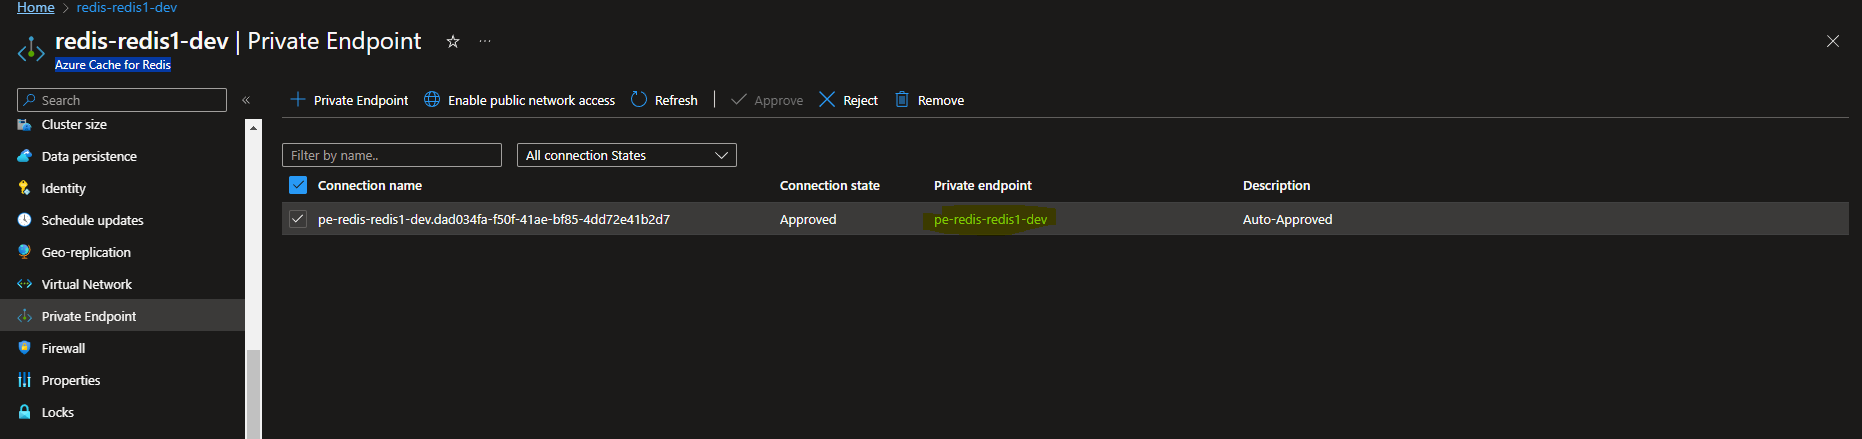 Home > redis-redis1-dev
redis-redis1-dev | Private Endpoint ☆ ...
Azure Cache for Redis
Search «
Cluster size
Data persistence
Identity
Schedule updates
Geo-replication
Virtual Network
Private Endpoint
Firewall
Properties
Locks
+ Private Endpoint Enable public network access Refresh | Approve Reject Remove
Filter by name.. All connection States
Connection name Connection state Private endpoint Description
pe-redis-redis1-dev.dad034fa-f50f-41ae-bf85-4dd72e41b2d7 Approved pe-redis-redis1-dev Auto-Approved